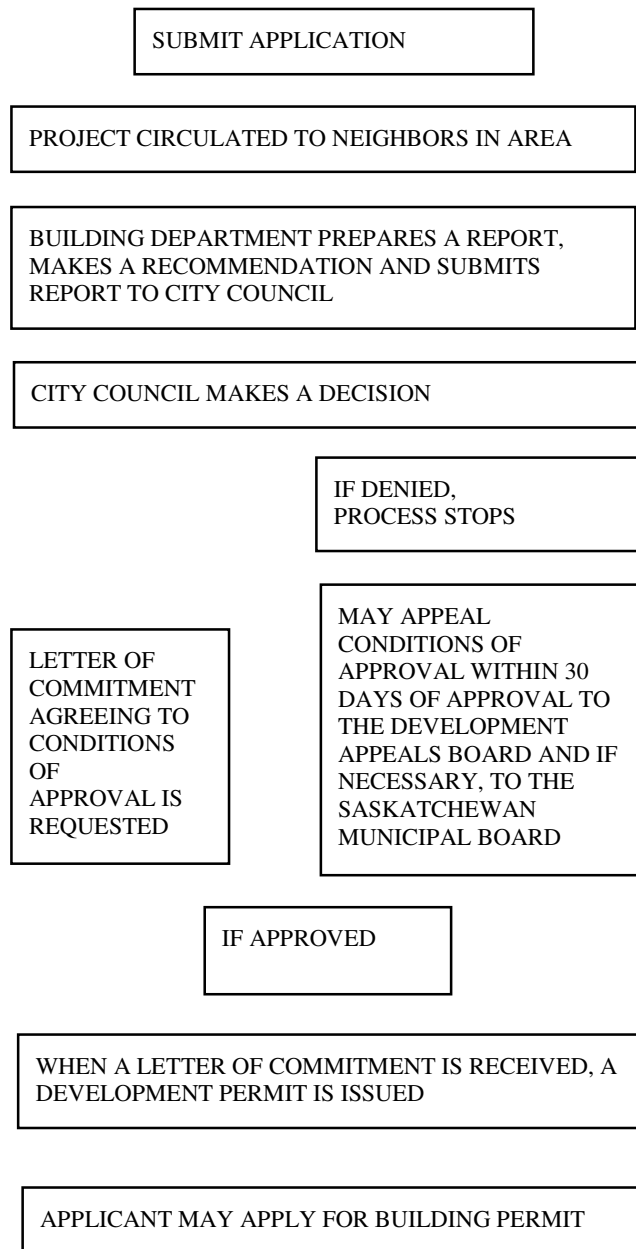 SUBMIT APPLICATION
PROJECT CIRCULATED TO NEIGHBORS IN AREA
BUILDING DEPARTMENT PREPARES A REPORT,
MAKES A RECOMMENDATION AND SUBMITS
REPORT TO CITY COUNCIL
CITY COUNCIL MAKES A DECISION
IF DENIED,
PROCESS STOPS
LETTER OF
COMMITMENT
AGREEING TO
CONDITIONS
OF
APPROVAL IS
REQUESTED
MAY APPEAL
CONDITIONS OF
APPROVAL WITHIN 30
DAYS OF APPROVAL TO
THE DEVELOPMENT
APPEALS BOARD AND IF
NECESSARY, TO THE
SASKATCHEWAN
MUNICIPAL BOARD
IF APPROVED
WHEN A LETTER OF COMMITMENT IS RECEIVED, A
DEVELOPMENT PERMIT IS ISSUED
APPLICANT MAY APPLY FOR BUILDING PERMIT